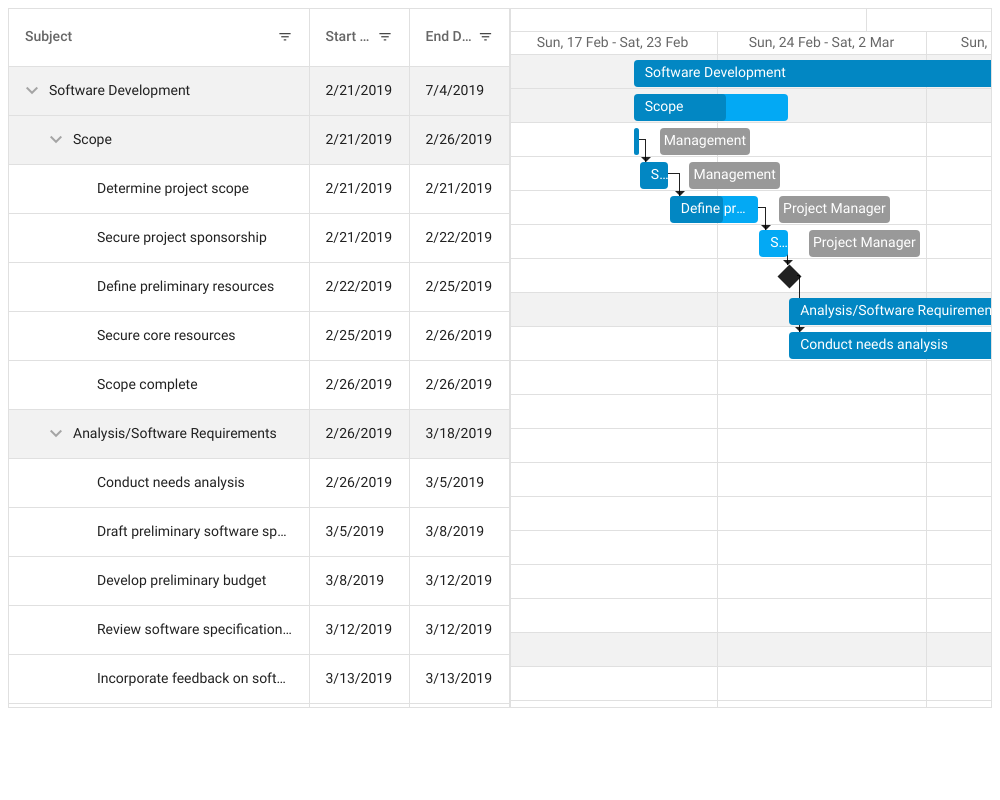 Subject Start ... End D...
Sun, 17 Feb - Sat, 23 Feb Sun, 24 Feb - Sat, 2 Mar Sun,
Software Development 2/21/2019 7/4/2019
Scope 2/21/2019 2/26/2019
Determine project scope 2/21/2019 2/21/2019
Secure project sponsorship 2/21/2019 2/22/2019
Define preliminary resources 2/22/2019 2/25/2019
Secure core resources 2/25/2019 2/26/2019
Scope complete 2/26/2019 2/26/2019
Analysis/Software Requirements 2/26/2019 3/18/2019
Conduct needs analysis 2/26/2019 3/5/2019
Draft preliminary software sp... 3/5/2019 3/8/2019
Develop preliminary budget 3/8/2019 3/12/2019
Review software specification... 3/12/2019 3/12/2019
Incorporate feedback on soft... 3/13/2019 3/13/2019
Software Development
Scope
Management
S... Management
Define pr... Project Manager
S... Project Manager
Analysis/Software Requiremen
Conduct needs analysis